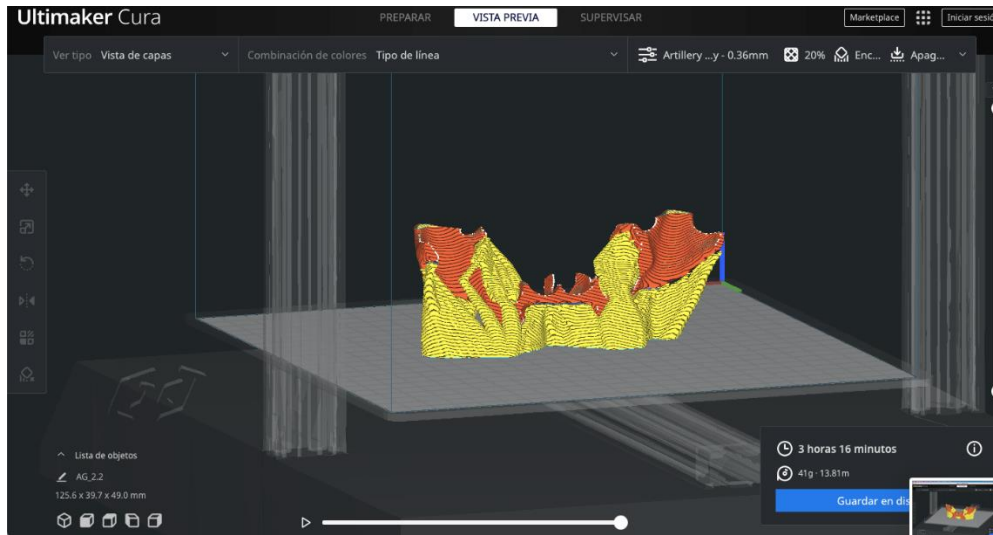 Ultimaker Cura
PREPARAR
VISTA PREVIA
SUPERVISAR
Marketplace
Iniciar sesió
Ver tipo Vista de capas
Combinación de colores Tipo de línea
Artillery ...y - 0.36mm
20%
Enc...
Apag...
Lista de objetos
AG_2.2
125.6 x 39.7 x 49.0 mm
3 horas 16 minutos
41g · 13.81m
Guardar en dis